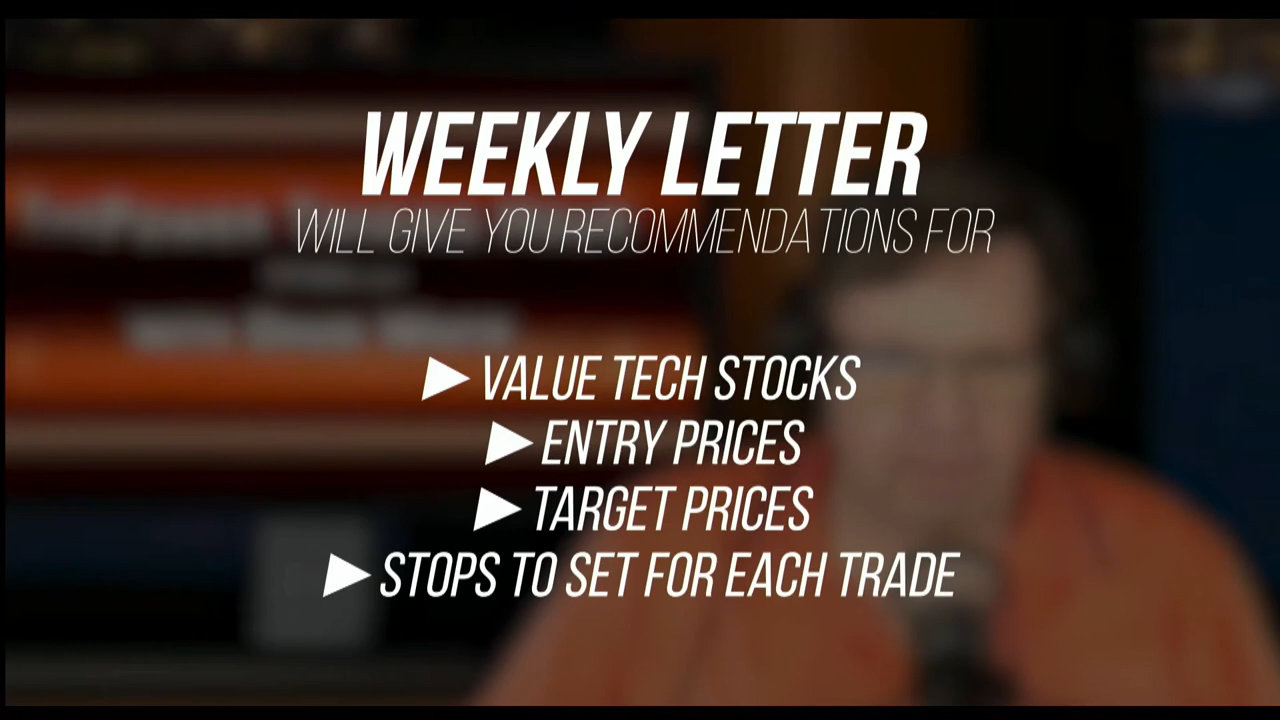 WEEKLY LETTER
WILL GIVE YOU RECOMMENDATIONS FOR
► VALUE TECH STOCKS
► ENTRY PRICES
► TARGET PRICES
► STOPS TO SET FOR EACH TRADE